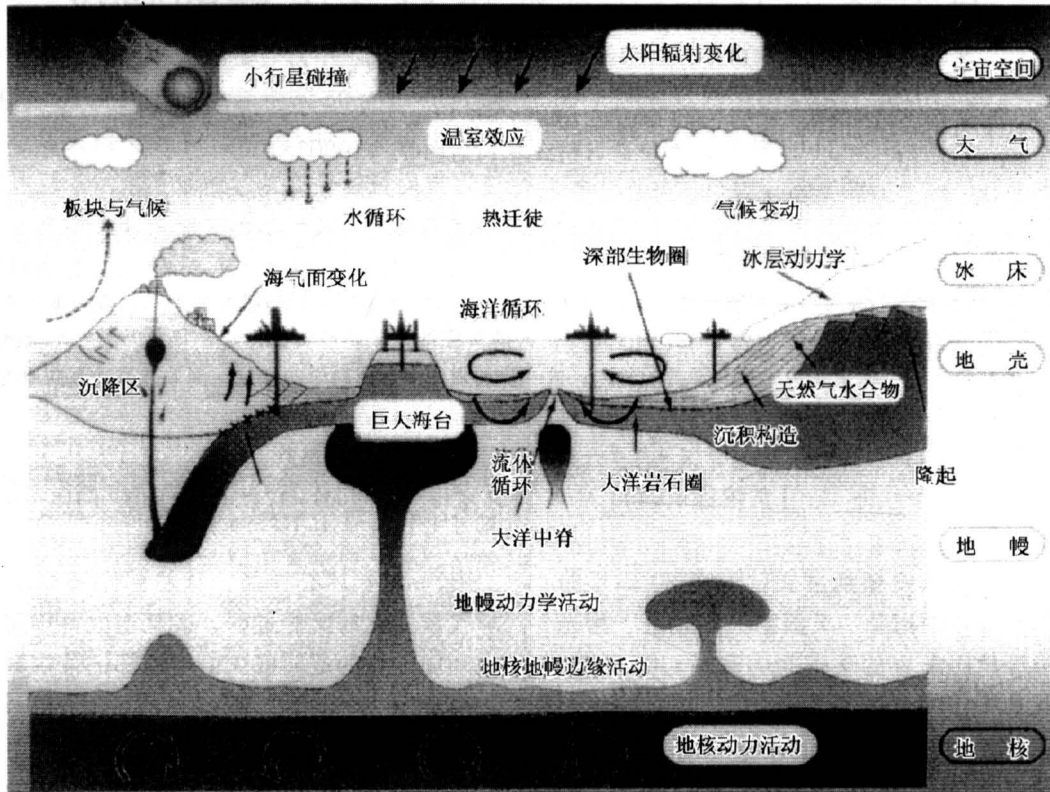 小行星碰撞
太阳辐射变化
宇宙空间
温室效应
大 气
板块与气候
水循环
热迁徒
气候变动
深部生物圈
冰层动力学
冰 床
海气面变化
海洋循环
沉降区
地 壳
天然气水合物
巨大海台
沉积构造
流体
循环
大洋岩石圈
隆起
大洋中脊
地幔
地幔动力学活动
地核地幔边缘活动
地核动力活动
地 核